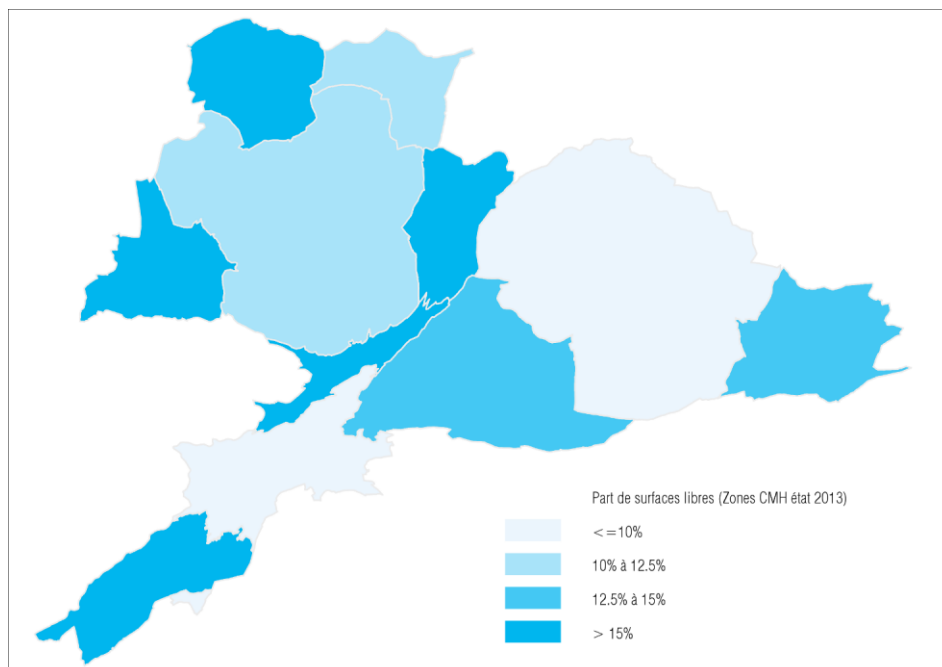 Part de surfaces libres (Zones CMH état 2013)
<=10%
10% à 12.5%
12.5% à 15%
> 15%